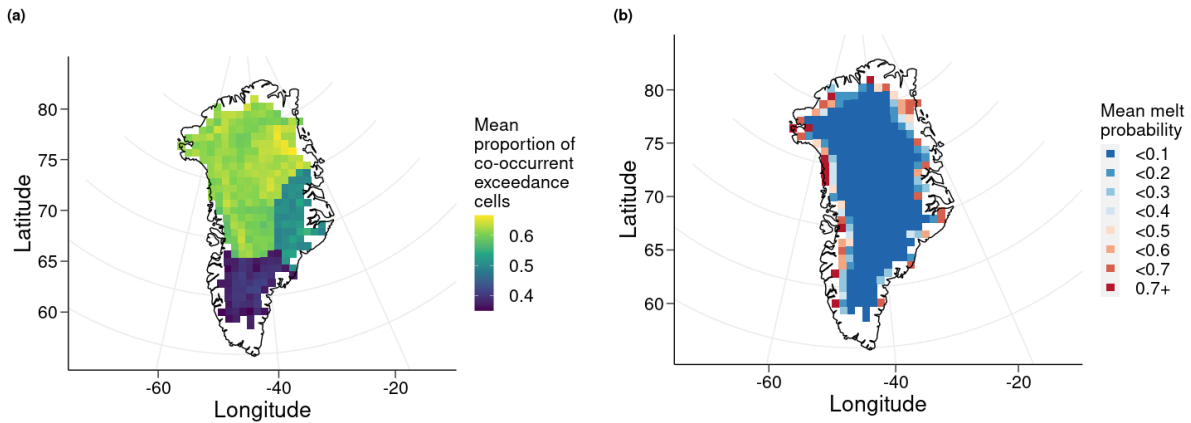 (a)
Latitude
80
75
70
65
60
-60
-40
-20
Longitude
Mean
proportion of
co-occurrent
exceedance
cells
0.6
0.5
0.4
(b)
Latitude
80
75
70
65
60
-60
-40
-20
Longitude
Mean melt
probability
<0.1
<0.2
<0.3
<0.4
<0.5
<0.6
<0.7
0.7+